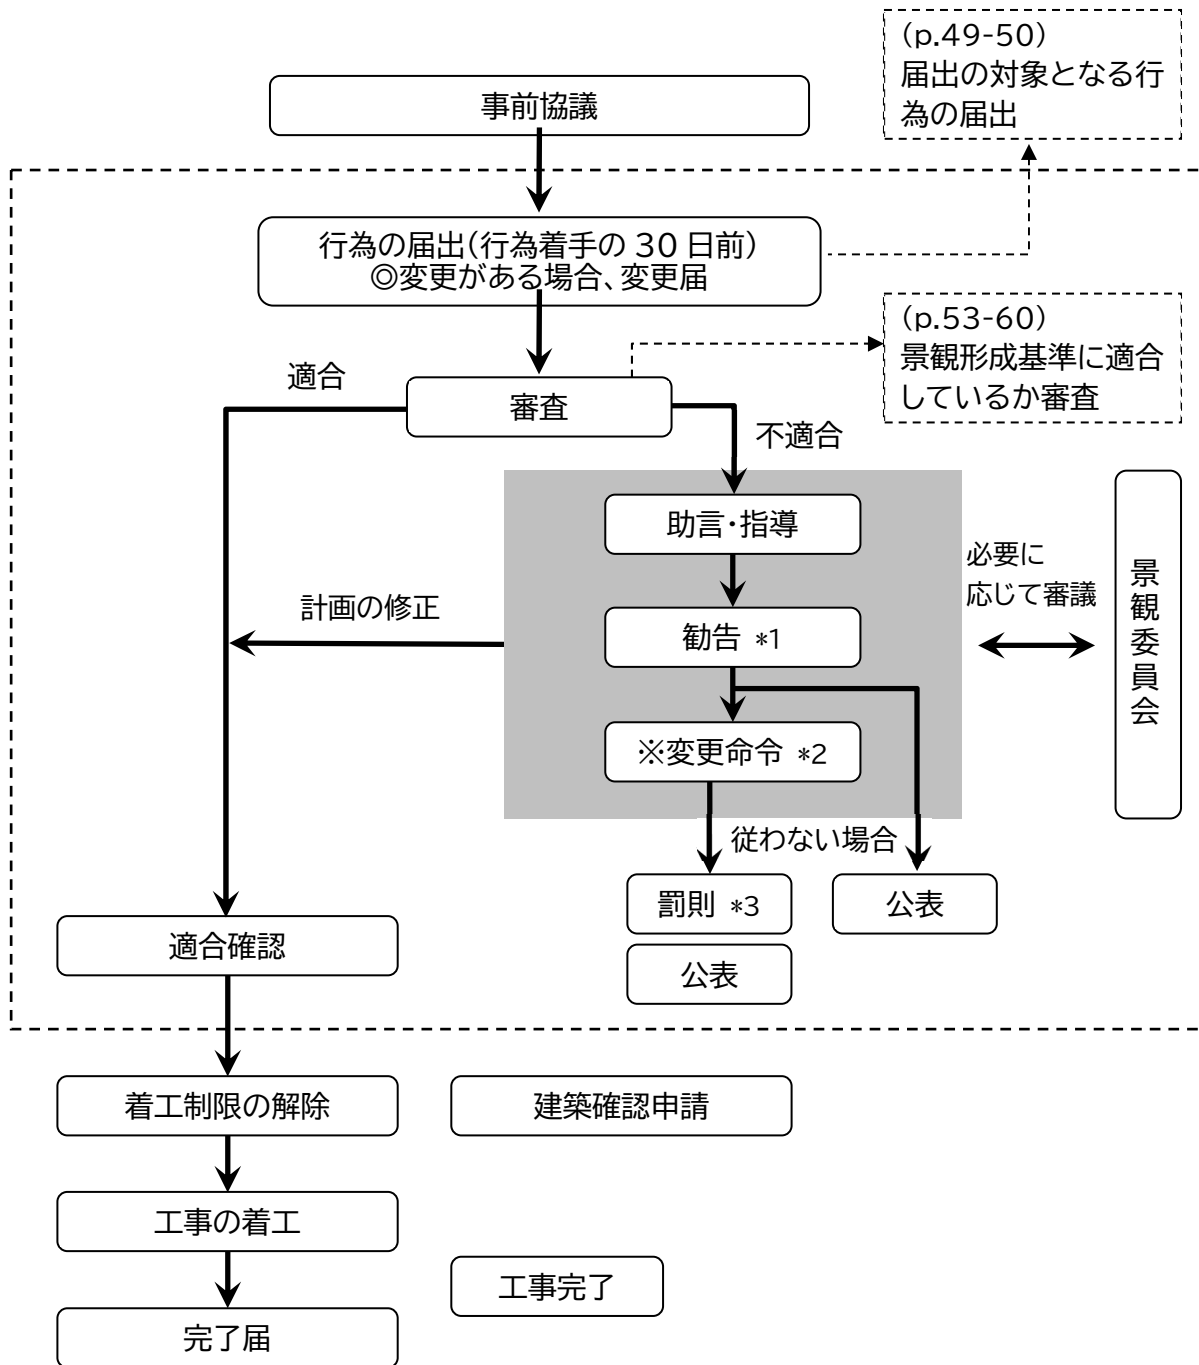 (p.49-50)
届出の対象となる行
為の届出
事前協議
行為の届出(行為着手の 30 日前)
◎変更がある場合、変更届
(p.53-60)
景観形成基準に適合
しているか審査
適合
審査
不適合
助言・指導
必要に
応じて審議
景観委員会
計画の修正
勧告 *1
※変更命令 *2
従わない場合
罰則 *3
公表
適合確認
公表
着工制限の解除
建築確認申請
工事の着工
工事完了
完了届